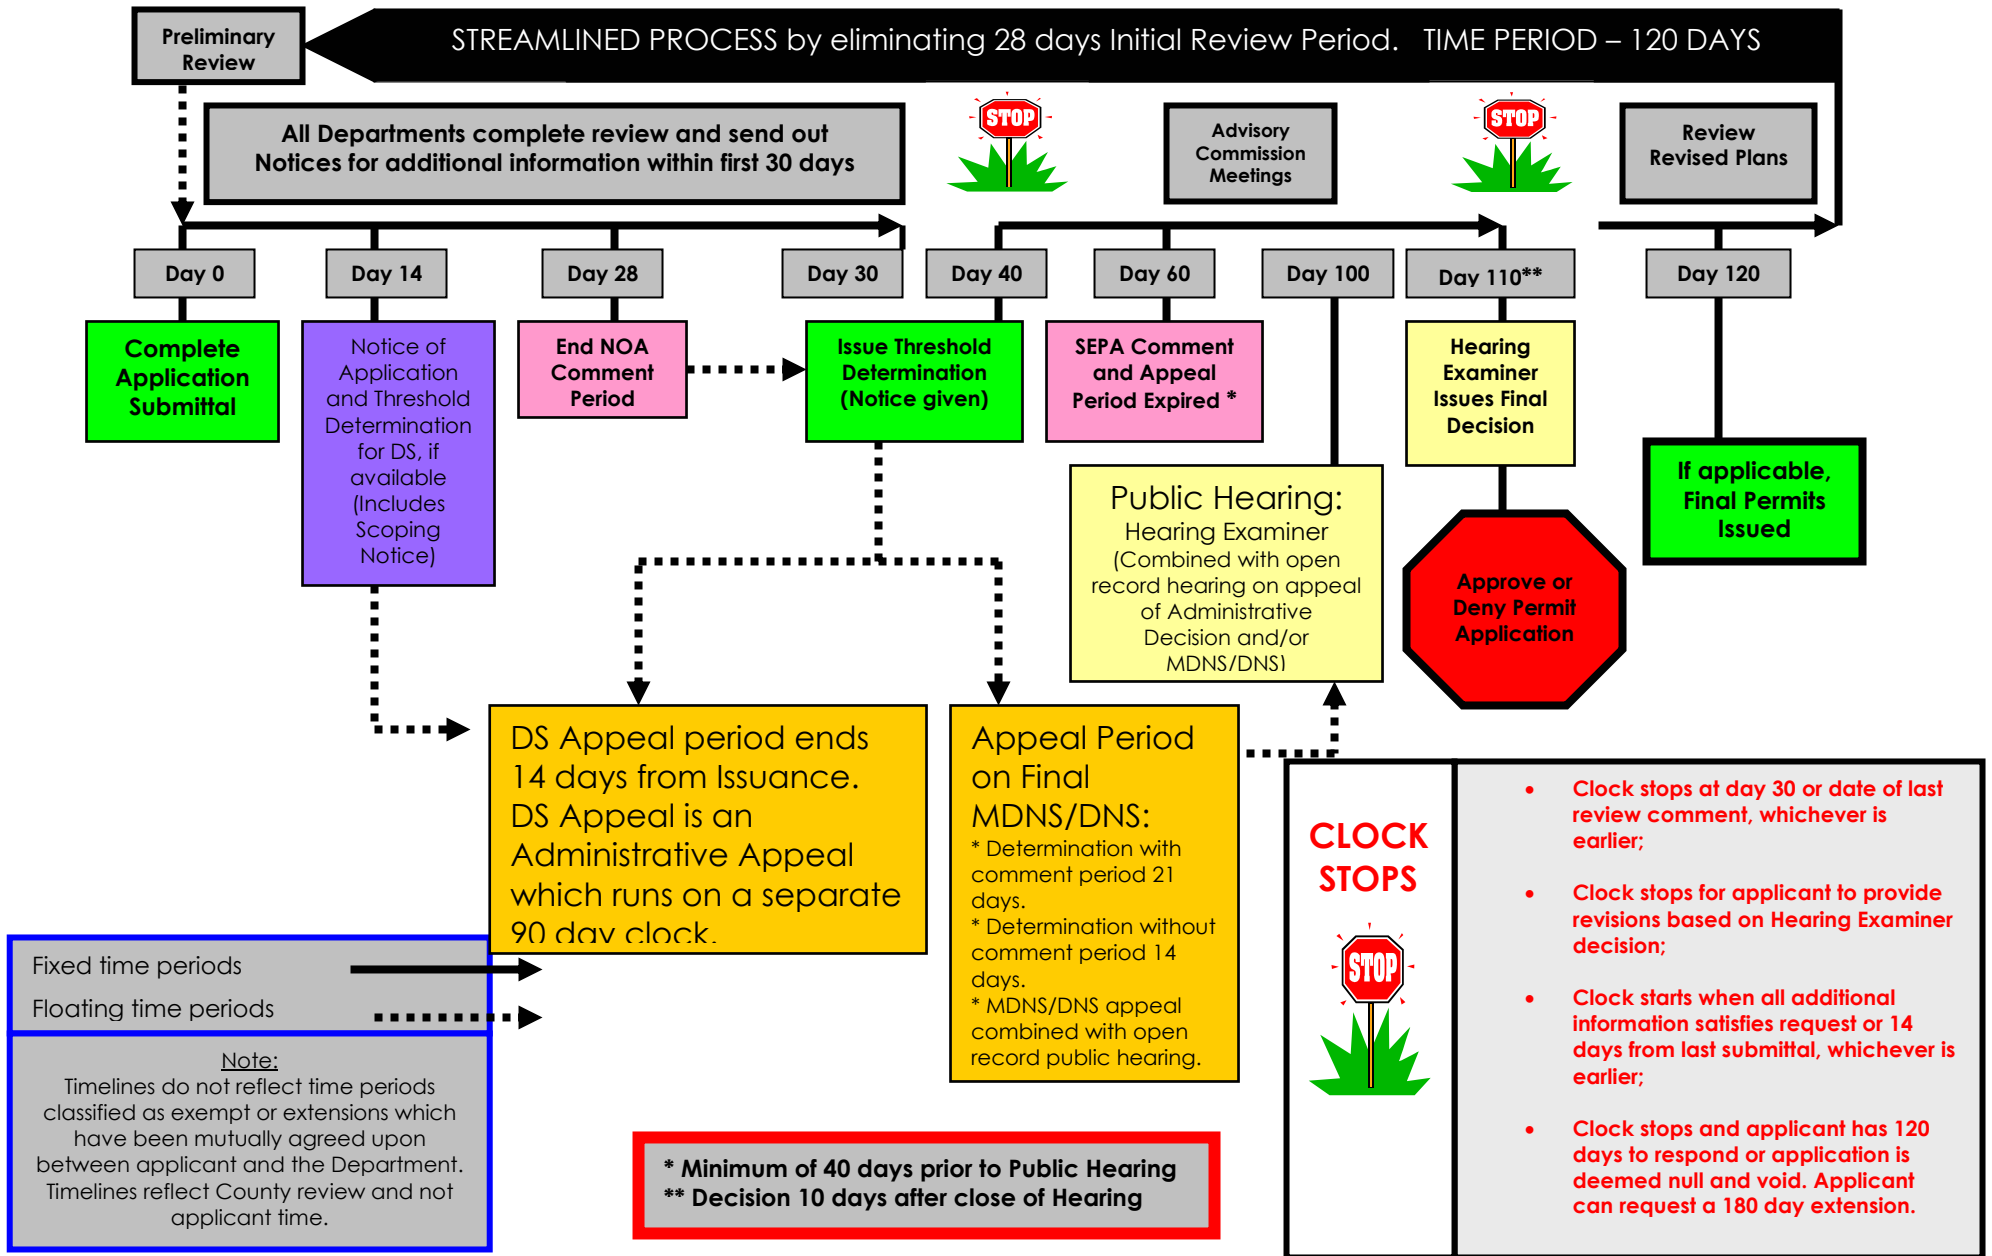 Preliminary
Review
STREAMLINED PROCESS by eliminating 28 days Initial Review Period.   TIME PERIOD – 120 DAYS
All Departments complete review and send out
Notices for additional information within first 30 days
STOP
Advisory
Commission
Meetings
STOP
Review
Revised Plans
Day 0
Day 14
Day 28
Day 30
Day 40
Day 60
Day 100
Day 110**
Day 120
Complete
Application
Submittal
Notice of
Application
and Threshold
Determination
for DS, if
available
(Includes
Scoping
Notice)
End NOA
Comment
Period
Issue Threshold
Determination
(Notice given)
SEPA Comment
and Appeal
Period Expired *
Public Hearing:
Hearing Examiner
(Combined with open
record hearing on appeal
of Administrative
Decision and/or
MDNS/DNS)
Hearing
Examiner
Issues Final
Decision
Approve or
Deny Permit
Application
If applicable,
Final Permits
Issued
DS Appeal period ends
14 days from Issuance.
DS Appeal is an
Administrative Appeal
which runs on a separate
90 day clock.
Appeal Period
on Final
MDNS/DNS:
* Determination with
comment period 21
days.
* Determination without
comment period 14
days.
* MDNS/DNS appeal
combined with open
record public hearing.
Fixed time periods
Floating time periods
Note:
Timelines do not reflect time periods
classified as exempt or extensions which
have been mutually agreed upon
between applicant and the Department.
Timelines reflect County review and not
applicant time.
* Minimum of 40 days prior to Public Hearing
** Decision 10 days after close of Hearing
CLOCK
STOPS
STOP
• Clock stops at day 30 or date of last
review comment, whichever is
earlier;
• Clock stops for applicant to provide
revisions based on Hearing Examiner
decision;
• Clock starts when all additional
information satisfies request or 14
days from last submittal, whichever is
earlier;
• Clock stops and applicant has 120
days to respond or application is
deemed null and void. Applicant
can request a 180 day extension.